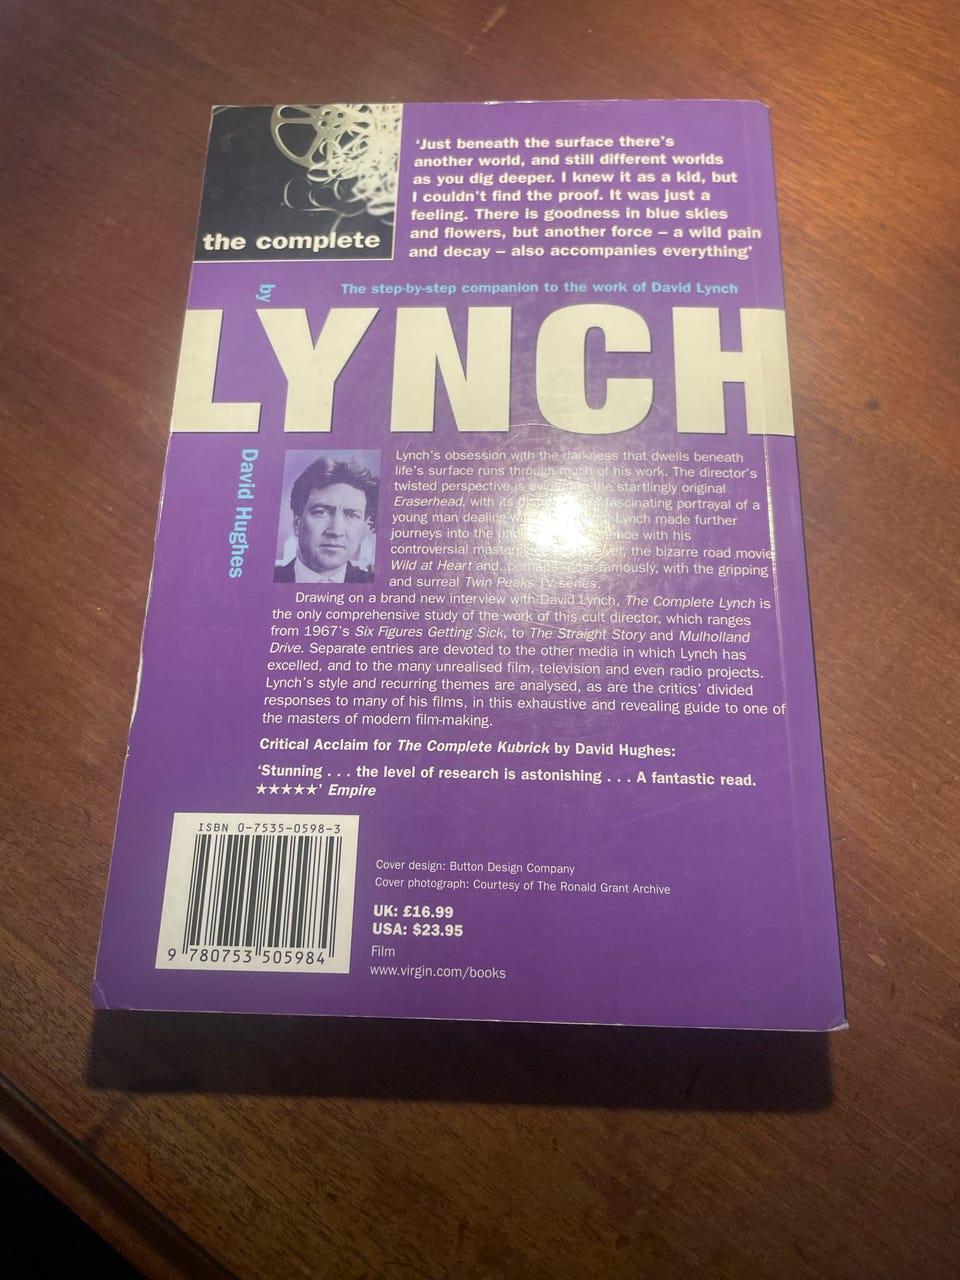 the complete
'Just beneath the surface there's
another world, and still different worlds
as you dig deeper. I knew it as a kid, but
I couldn't find the proof. It was just a
feeling. There is goodness in blue skies
and flowers, but another force – a wild pain
and decay – also accompanies everything'
The step-by-step companion to the work of David Lynch
LYNCH
by David Hughes
Lynch's obsession with the darkness that dwells beneath
life's surface runs through much of his work. The director's
twisted perspective is the startlingly original
Eraserhead, with its fascinating portrayal of a
young man dealing Lynch made further
journeys into the with his
controversial the bizarre road movie
Wild at Heart and, perhaps most famously, with the gripping
and surreal Twin Peaks TV series.
Drawing on a brand new interview with David Lynch, The Complete Lynch is
the only comprehensive study of the work of this cult director, which ranges
from 1967's Six Figures Getting Sick, to The Straight Story and Mulholland
Drive. Separate entries are devoted to the other media in which Lynch has
excelled, and to the many unrealised film, television and even radio projects.
Lynch's style and recurring themes are analysed, as are the critics' divided
responses to many of his films, in this exhaustive and revealing guide to one of
the masters of modern film-making.
Critical Acclaim for The Complete Kubrick by David Hughes:
'Stunning . . . the level of research is astonishing . . . A fantastic read.
★★★★★' Empire
ISBN 0-7535-0598-3
9 780753 505984
Cover design: Button Design Company
Cover photograph: Courtesy of The Ronald Grant Archive
UK: £16.99
USA: $23.95
Film
www.virgin.com/books